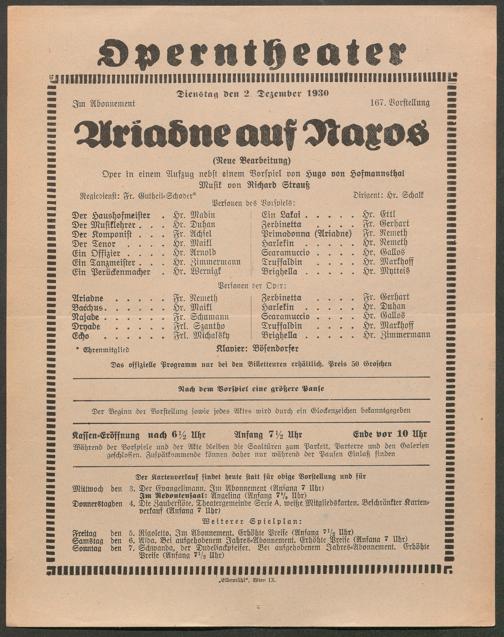 Operntheater
Dienstag den 2 Dezember 1930
Im Abonnement 167. Vorstellung
Ariadne auf Naxos
(Neue Bearbeitung)
Oper in einem Aufzug nebst einem Vorspiel von Hugo von Hofmannsthal
Musik von Richard Strauß
Regiedienst: Fr. Gutheil-Schoder* Dirigent: Hr. Schalk
Personen des Vorspiels:
Der Haushofmeister . Hr. Madin
Der Musiklehrer . . Hr. Duhan
Der Komponist . . Fr. Achsel
Der Tenor . . . Hr. Maikl
Ein Offizier . . . Hr. Arnold
Ein Tanzmeister . . Hr. Zimmermann
Ein Perückenmacher . Hr. Wernigk
Ein Lakai . . . . . Hr. Ettl
Zerbinetta . . . . Fr. Gerhart
Primadonna (Ariadne) Fr. Nemeth
Harlekin . . . . . Hr. Nemeth
Scaramuccio . . . . Hr. Gallos
Truffaldin . . . . Hr. Markhoff
Brighella . . . . Hr. Mytteis
Personen der Oper:
Ariadne . . . . . Fr. Nemeth
Bacchus . . . . . Hr. Maikl
Najade . . . . . Fr. Schumann
Dryade . . . . . Frl. Szantho
Echo . . . . . Frl. Michalsky
Zerbinetta . . . . Fr. Gerhart
Harlekin . . . . . Hr. Duhan
Scaramuccio . . . . Hr. Gallos
Truffaldin . . . . Hr. Markhoff
Brighella . . . . Hr. Zimmermann
* Ehrenmitglied Klavier: Bösendorfer
Das offizielle Programm nur bei den Billetteuren erhältlich. Preis 50 Groschen
Nach dem Vorspiel eine größere Pause
Der Beginn der Vorstellung sowie jedes Aktes wird durch ein Glockenzeichen bekanntgegeben
Kassen-Eröffnung nach 6½ Uhr Anfang 7½ Uhr Ende vor 10 Uhr
Während der Vorspiele und der Akte bleiben die Saaltüren zum Parkett, Parterre und den Galerien
geschlossen. Zuspätkommende können daher nur während der Pausen Einlaß finden
Der Kartenverkauf findet heute statt für obige Vorstellung und für
Mittwoch den 3. Der Evangelimann. Im Abonnement (Anfang 7 Uhr)
Im Redoutensaal: Angelina (Anfang 7½ Uhr)
Donnerstag den 4. Die Zauberflöte. Theatergemeinde Serie A, weiße Mitgliedskarten. Beschränkter Karten-
verkauf (Anfang 7 Uhr)
Weiterer Spielplan:
Freitag den 5. Rigoletto. Im Abonnement. Erhöhte Preise (Anfang 7½ Uhr)
Samstag den 6. Aida. Bei aufgehobenem Jahres-Abonnement. Erhöhte Preise (Anfang 7 Uhr)
Sonntag den 7. Schwanda, der Dudelsackpfeifer. Bei aufgehobenem Jahres-Abonnement. Erhöhte
Preise (Anfang 7½ Uhr)
„Elbemühl“, Wien IX.